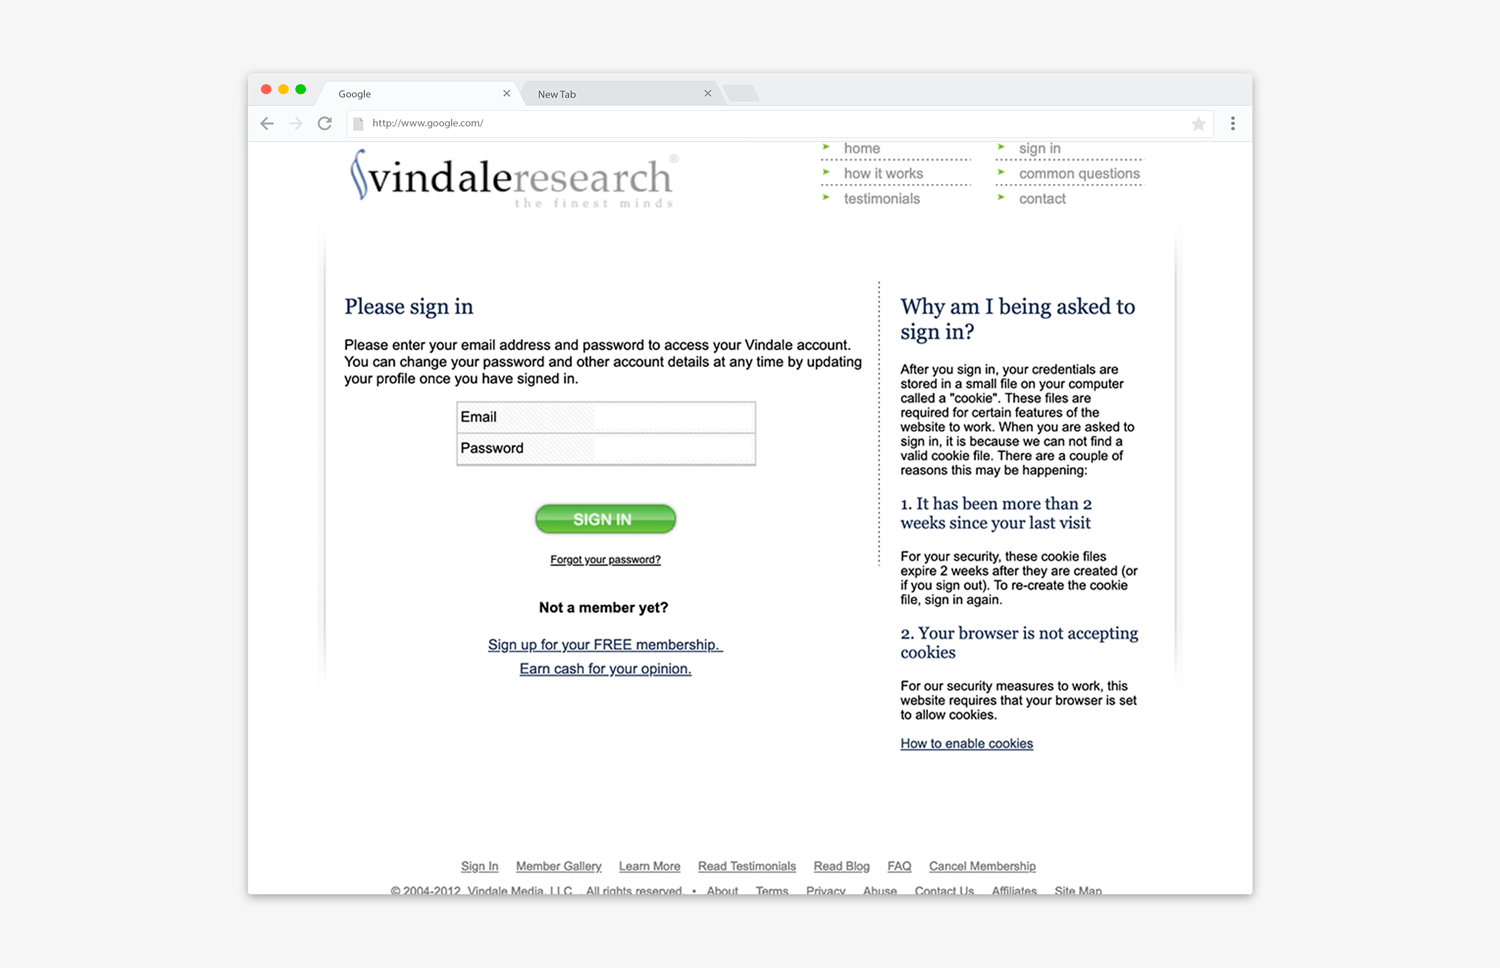 Google
New Tab
http://www.google.com/
vindaleresearch®
the finest minds
home
how it works
testimonials
sign in
common questions
contact
Please sign in
Please enter your email address and password to access your Vindale account.
You can change your password and other account details at any time by updating
your profile once you have signed in.
Email
Password
SIGN IN
Forgot your password?
Not a member yet?
Sign up for your FREE membership.
Earn cash for your opinion.
Why am I being asked to
sign in?
After you sign in, your credentials are
stored in a small file on your computer
called a "cookie". These files are
required for certain features of the
website to work. When you are asked to
sign in, it is because we can not find a
valid cookie file. There are a couple of
reasons this may be happening:
1. It has been more than 2
weeks since your last visit
For your security, these cookie files
expire 2 weeks after they are created (or
if you sign out). To re-create the cookie
file, sign in again.
2. Your browser is not accepting
cookies
For our security measures to work, this
website requires that your browser is set
to allow cookies.
How to enable cookies
Sign In Member Gallery Learn More Read Testimonials Read Blog FAQ Cancel Membership
© 2004-2012 Vindale Media, LLC . All rights reserved. • About Terms Privacy Abuse Contact Us Affiliates Site Map